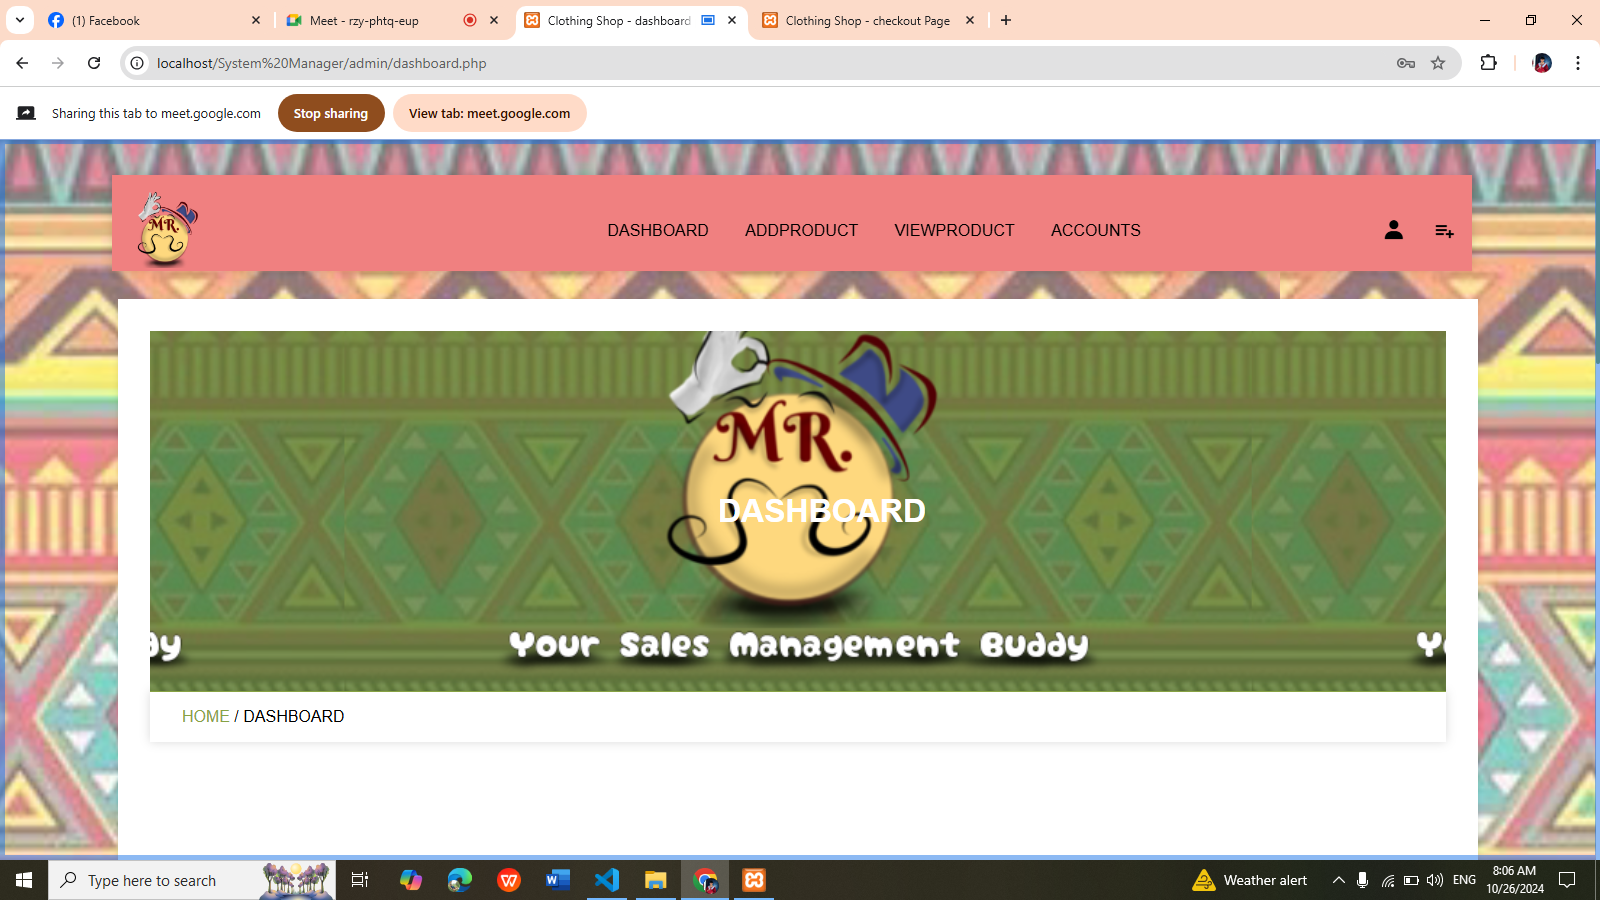 (1) Facebook
Meet - rzy-phtq-eup
Clothing Shop - dashboard
Clothing Shop - checkout Page
localhost/System%20Manager/admin/dashboard.php
Sharing this tab to meet.google.com
Stop sharing
View tab: meet.google.com
MR.
DASHBOARD
ADDPRODUCT
VIEWPRODUCT
ACCOUNTS
MR.
DASHBOARD
Your Sales Management Buddy
HOME / DASHBOARD
Type here to search
Weather alert
ENG
8:06 AM
10/26/2024